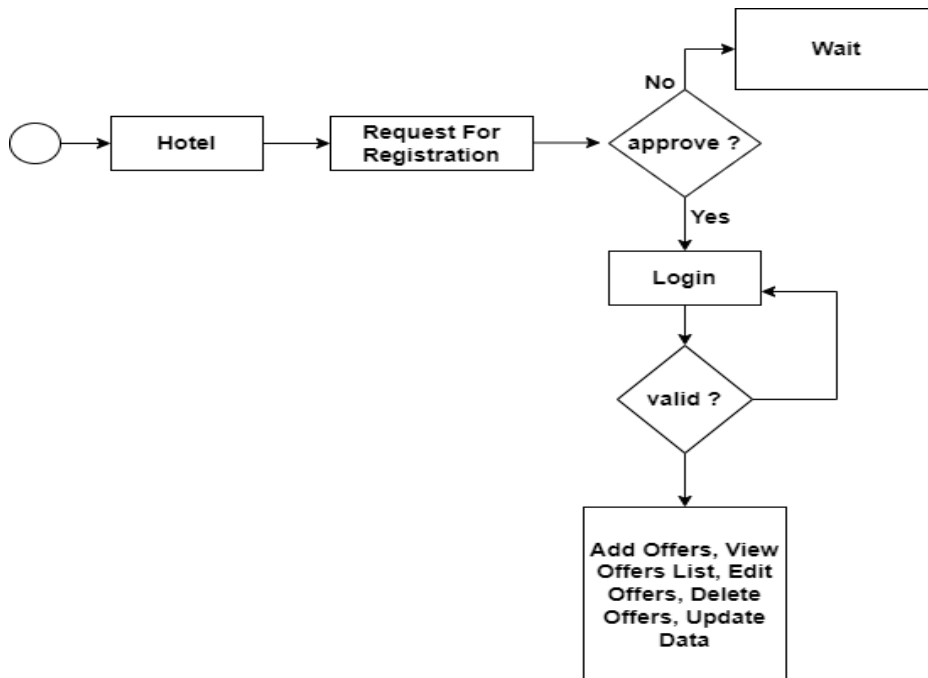 Wait
No
Hotel
Request For
Registration
approve ?
Yes
Login
valid ?
Add Offers, View
Offers List, Edit
Offers, Delete
Offers, Update
Data